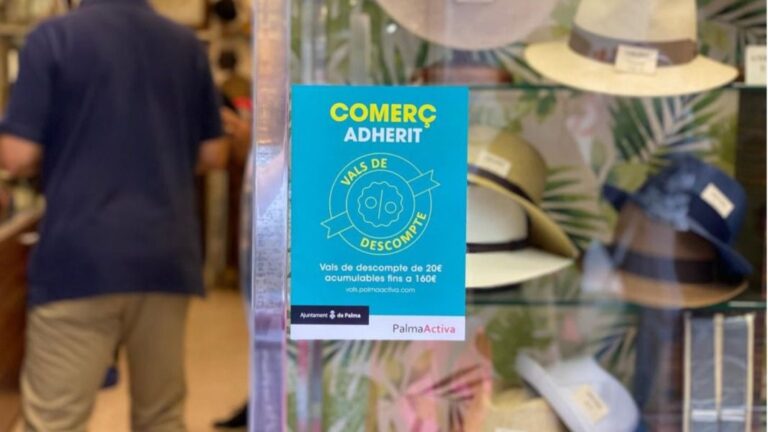 COMERÇ
ADHERIT
VALS DE
DESCOMPTE
Vals de descompte de 20€
acumulables fins a 160€
vals.palmaactiva.com
Ajuntament de Palma
PalmaActiva